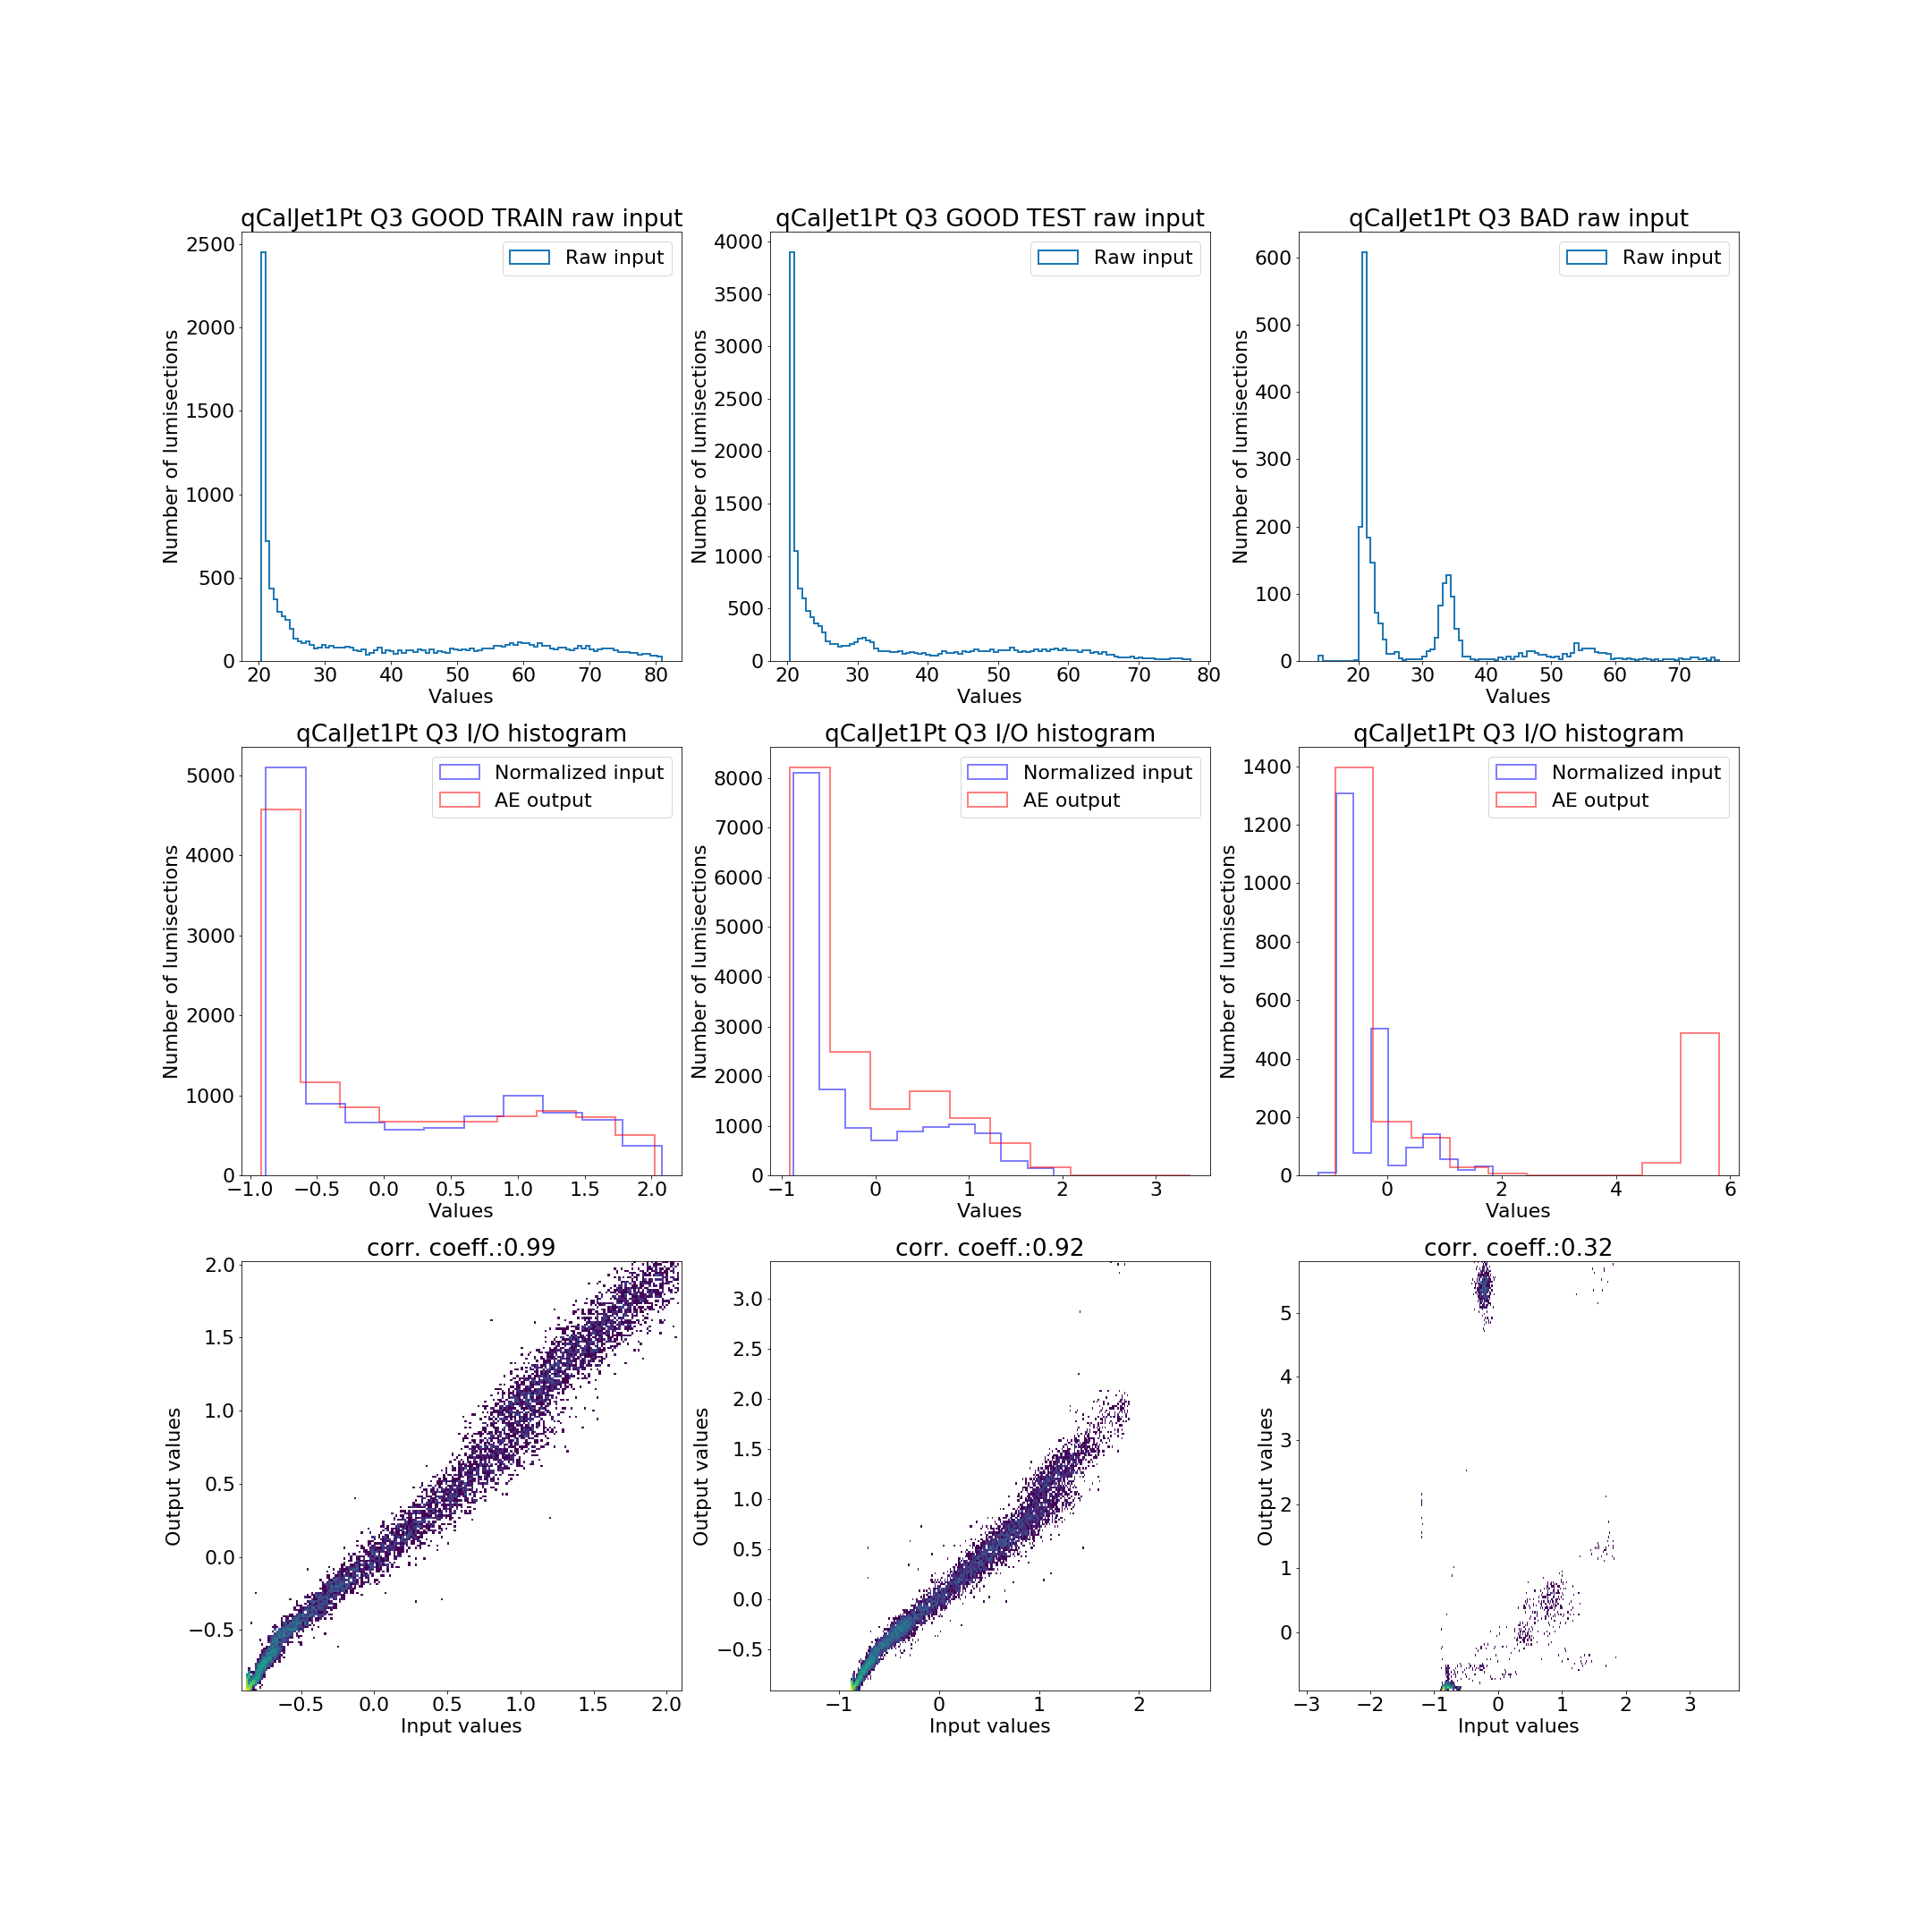 qCalJet1Pt Q3 GOOD TRAIN raw input
Raw input
Number of lumisections
2500
2000
1500
1000
500
0
20 30 40 50 60 70 80
Values
qCalJet1Pt Q3 GOOD TEST raw input
Raw input
Number of lumisections
4000
3500
3000
2500
2000
1500
1000
500
0
20 30 40 50 60 70 80
Values
qCalJet1Pt Q3 BAD raw input
Raw input
Number of lumisections
600
500
400
300
200
100
0
20 30 40 50 60 70
Values
qCalJet1Pt Q3 I/O histogram
Normalized input
AE output
Number of lumisections
5000
4000
3000
2000
1000
0
−1.0 −0.5 0.0 0.5 1.0 1.5 2.0
Values
qCalJet1Pt Q3 I/O histogram
Normalized input
AE output
Number of lumisections
8000
7000
6000
5000
4000
3000
2000
1000
0
−1 0 1 2 3
Values
qCalJet1Pt Q3 I/O histogram
Normalized input
AE output
Number of lumisections
1400
1200
1000
800
600
400
200
0
0 2 4 6
Values
corr. coeff.:0.99
Output values
2.0
1.5
1.0
0.5
0.0
−0.5
−0.5 0.0 0.5 1.0 1.5 2.0
Input values
corr. coeff.:0.92
Output values
3.0
2.5
2.0
1.5
1.0
0.5
0.0
−0.5
−1 0 1 2
Input values
corr. coeff.:0.32
Output values
5
4
3
2
1
0
−3 −2 −1 0 1 2 3
Input values